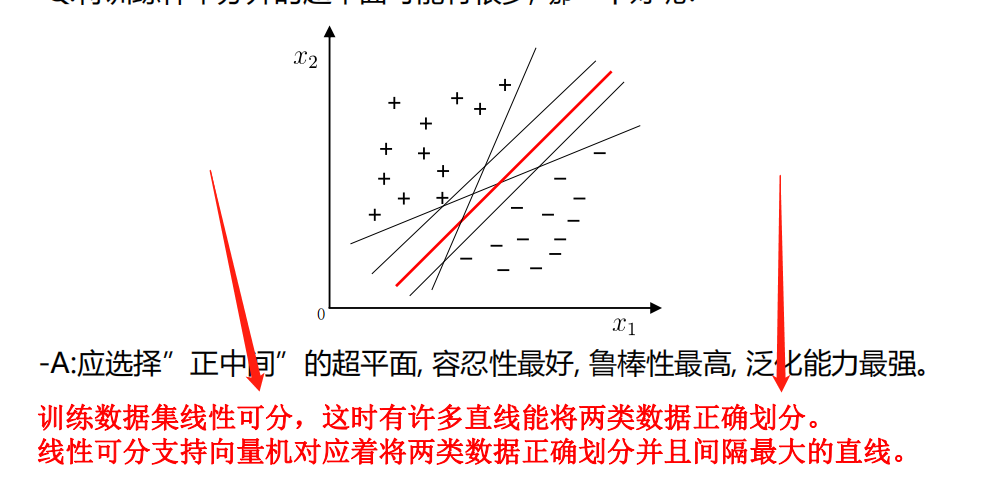 x₂
0
x₁
-A:应选择”正中间”的超平面, 容忍性最好, 鲁棒性最高, 泛化能力最强。
训练数据集线性可分，这时有许多直线能将两类数据正确划分。
线性可分支持向量机对应着将两类数据正确划分并且间隔最大的直线。